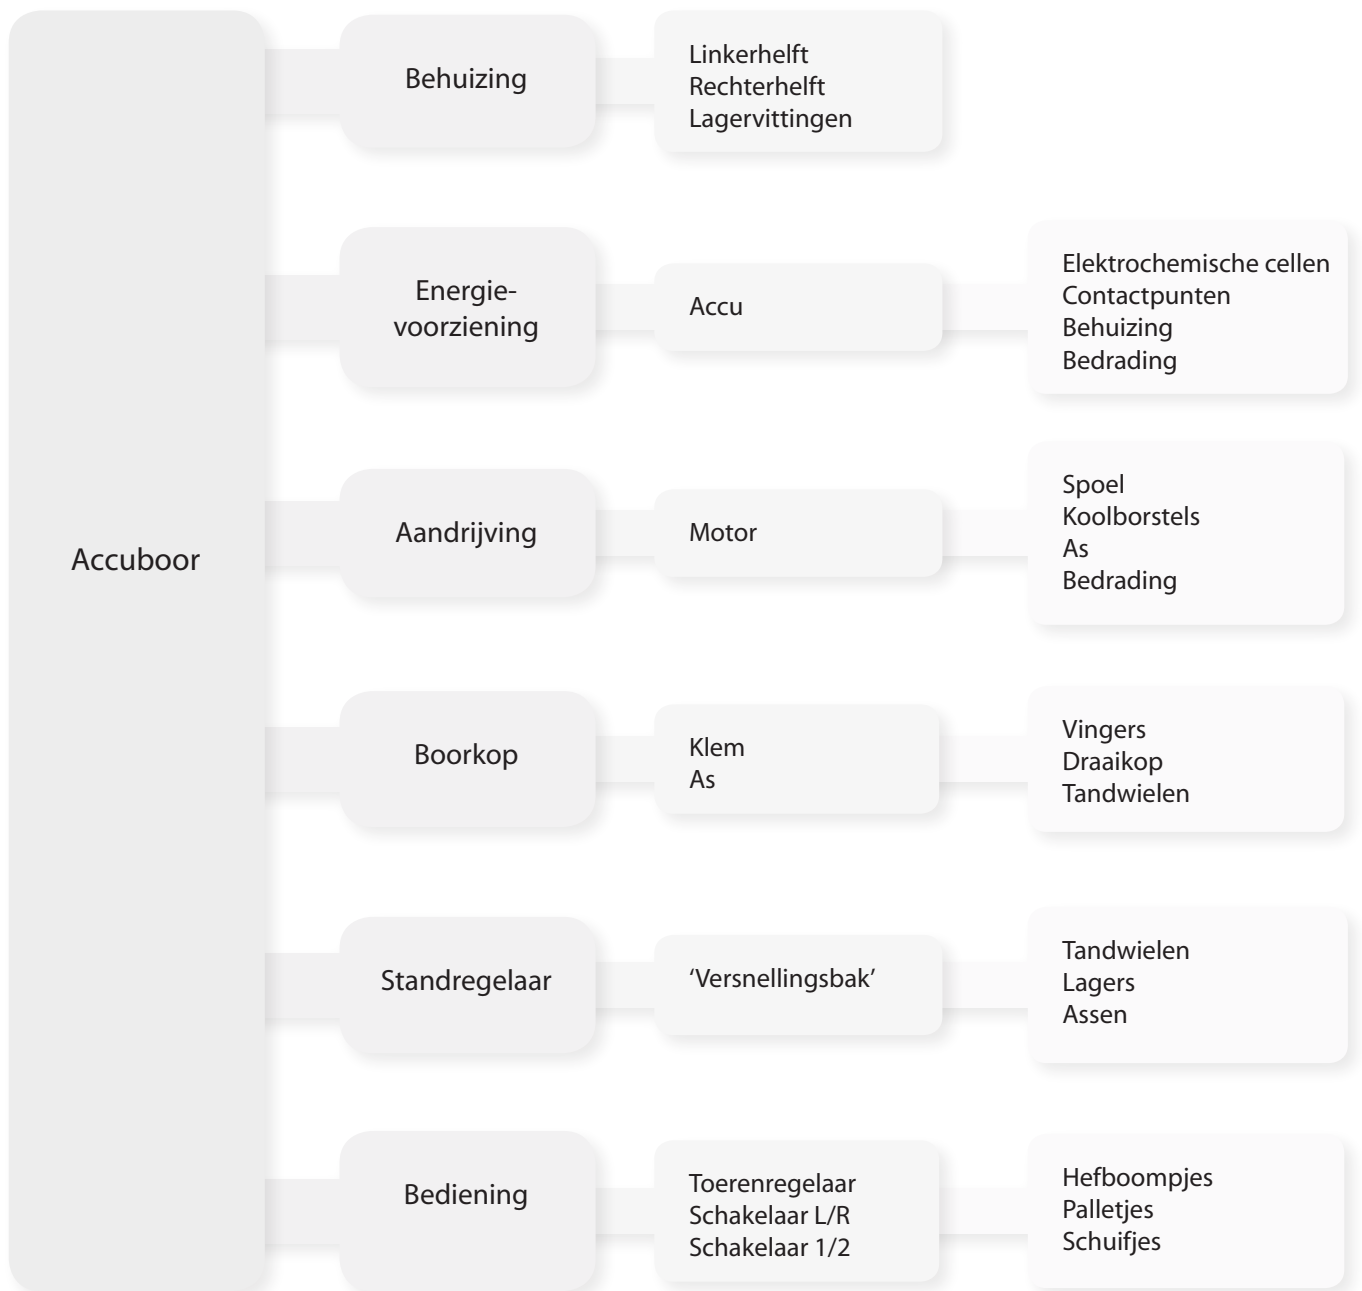 Accuboor
Behuizing
Linkerhelft
Rechterhelft
Lagervittingen
Energie-
voorziening
Accu
Elektrochemische cellen
Contactpunten
Behuizing
Bedrading
Aandrijving
Motor
Spoel
Koolborstels
As
Bedrading
Boorkop
Klem
As
Vingers
Draaikop
Tandwielen
Standregelaar
‘Versnellingsbak’
Tandwielen
Lagers
Assen
Bediening
Toerenregelaar
Schakelaar L/R
Schakelaar 1/2
Hefboompjes
Palletjes
Schuifjes